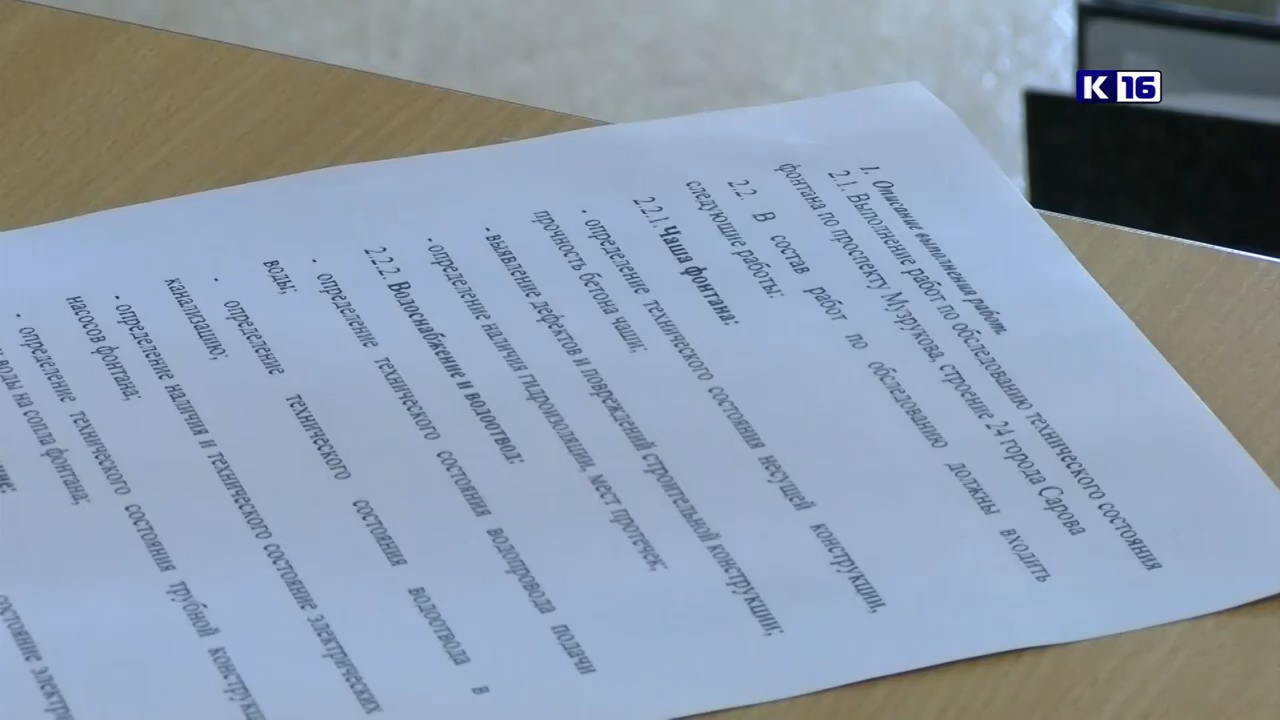 К 16
1. Описание выполнения работ.
2.1. Выполнение работ по обследованию технического состояния
фонтана по проспекту Музрукова, строение 24 города Сарова
2.2. В состав работ по обследованию должны входить
следующие работы:
2.2.1. Чаша фонтана:
- определение технического состояния несущей конструкции,
прочность бетона чаши;
- выявление дефектов и повреждений строительной конструкции;
- определение наличия гидроизоляции, мест протечек;
2.2.2. Водоснабжение и водоотвод:
- определение технического состояния водопровода подачи
воды;
- определение технического состояния водоотвода в
канализацию;
- определение наличия и технического состояние электрических
насосов фонтана;
- определение технического состояния трубной
воды на сопла фонтана;
состояние